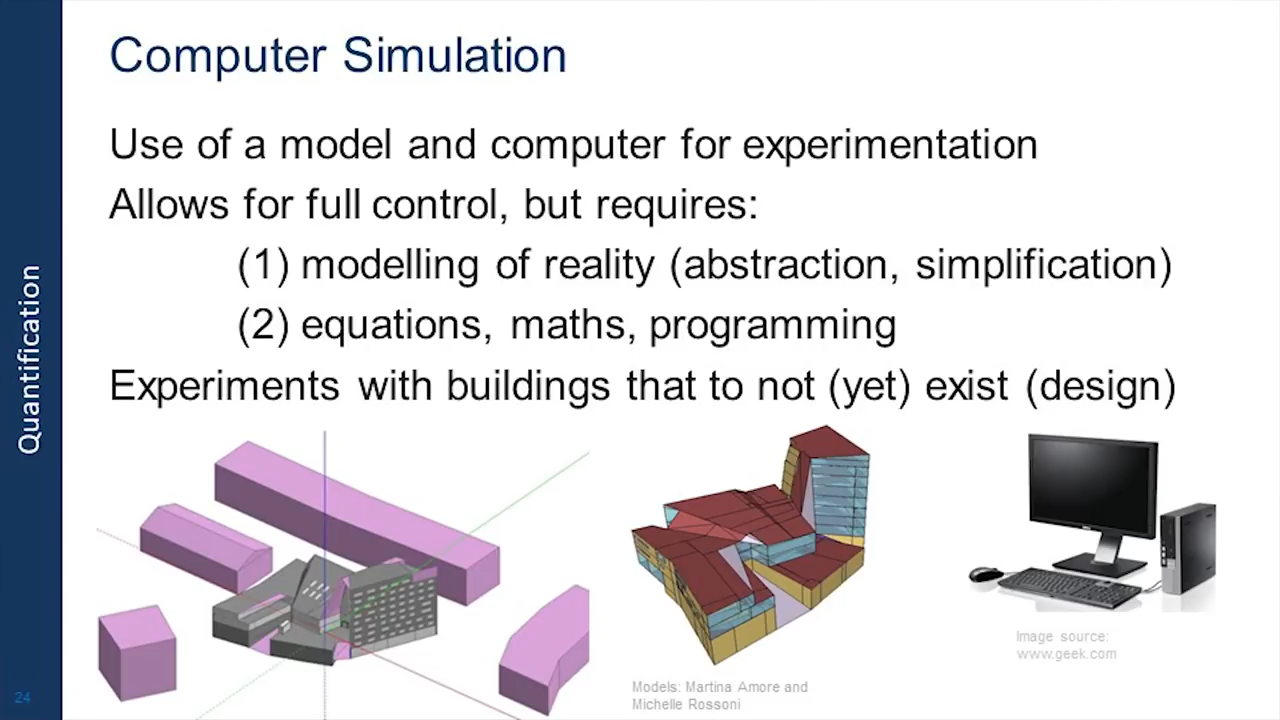 Computer Simulation
Use of a model and computer for experimentation
Allows for full control, but requires:
(1) modelling of reality (abstraction, simplification)
(2) equations, maths, programming
Experiments with buildings that to not (yet) exist (design)
Quantification
24
Models: Martina Amore and
Michelle Rossoni
Image source:
www.geek.com